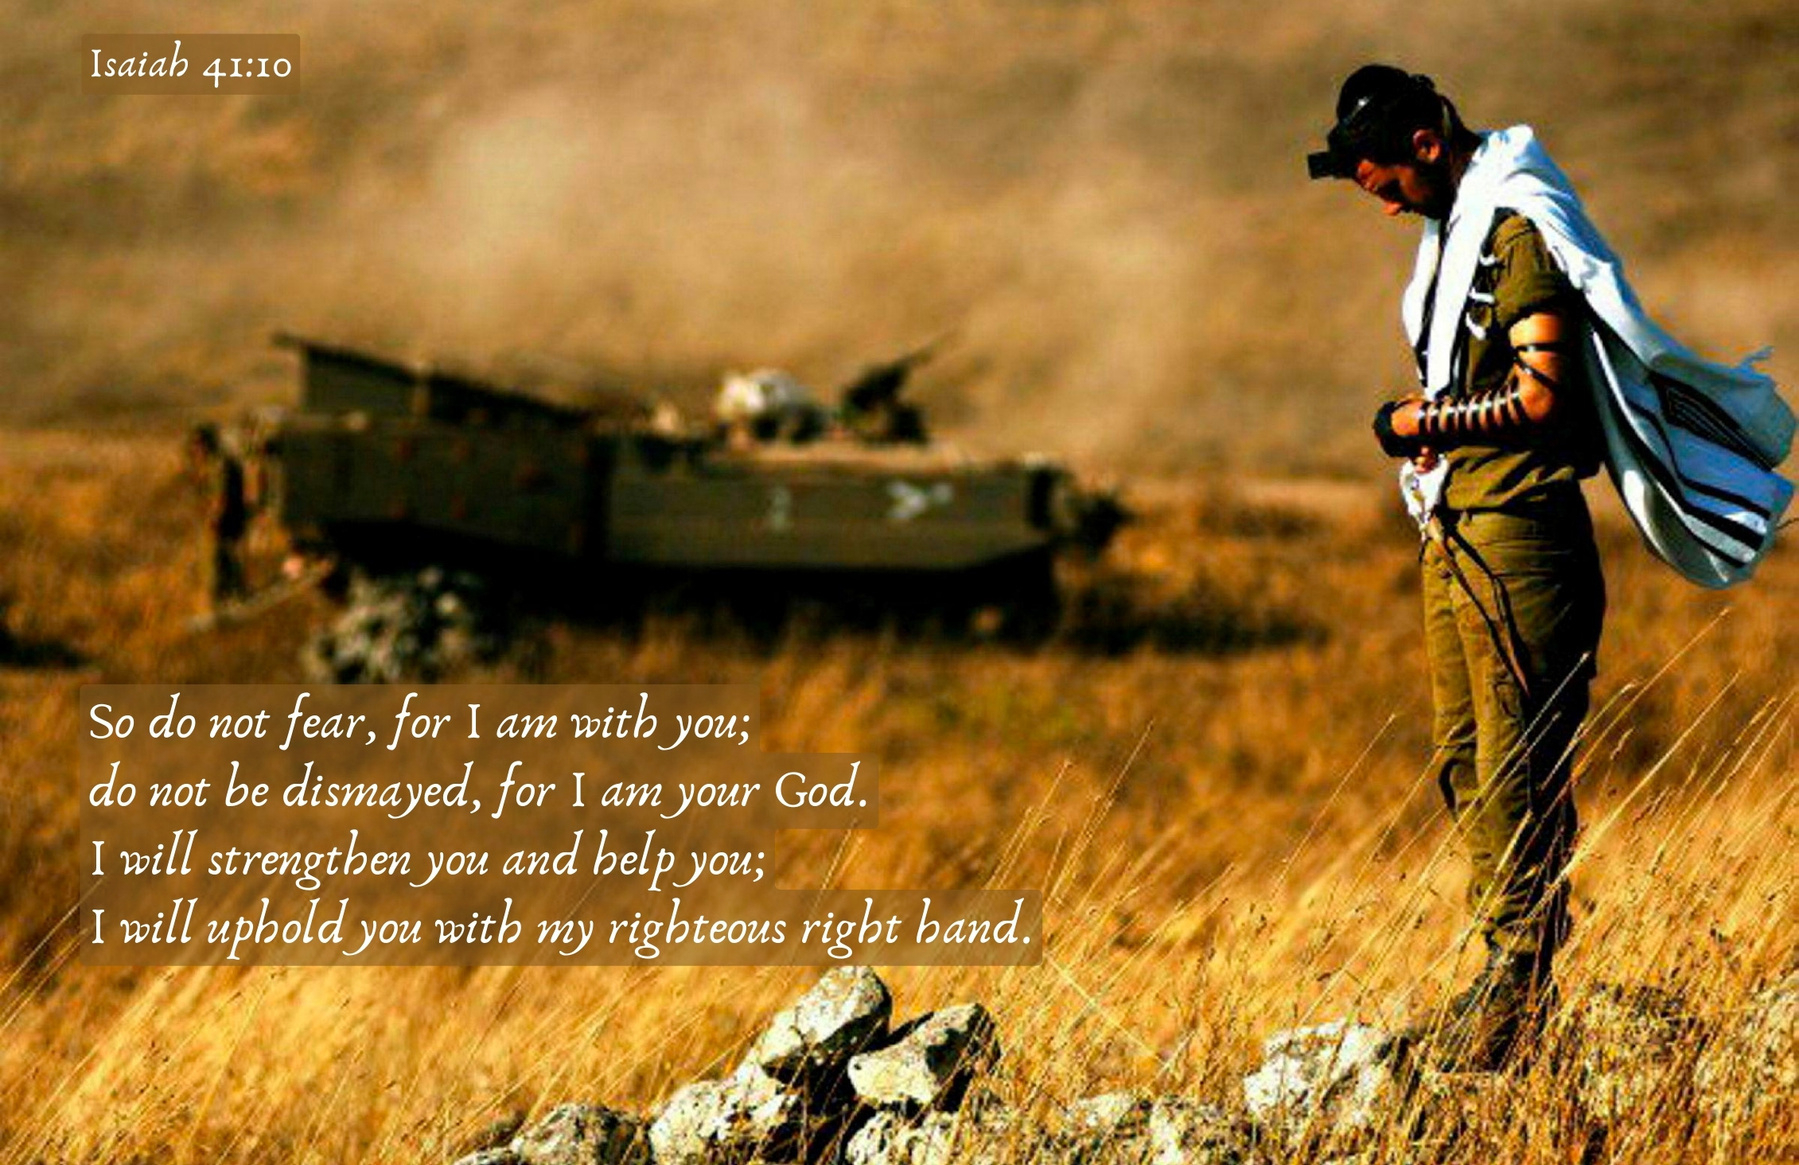 Isaiah 41:10
So do not fear, for I am with you;
do not be dismayed, for I am your God.
I will strengthen you and help you;
I will uphold you with my righteous right hand.